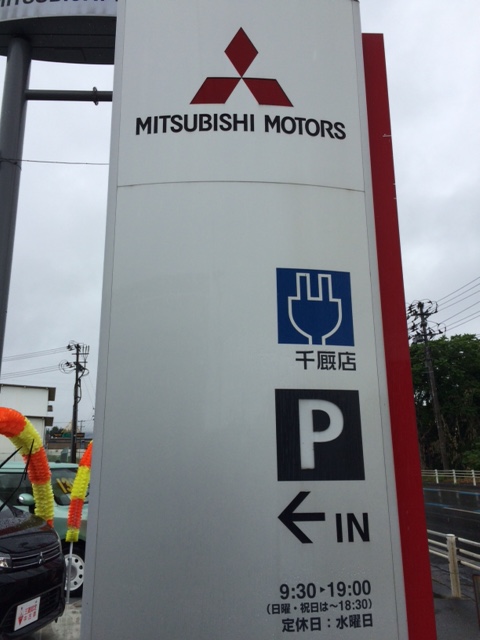 MITSUBISHI
MITSUBISHI MOTORS
千厩店
P
← IN
9:30▸19:00
(日曜・祝日は〜18:30)
定休日:水曜日